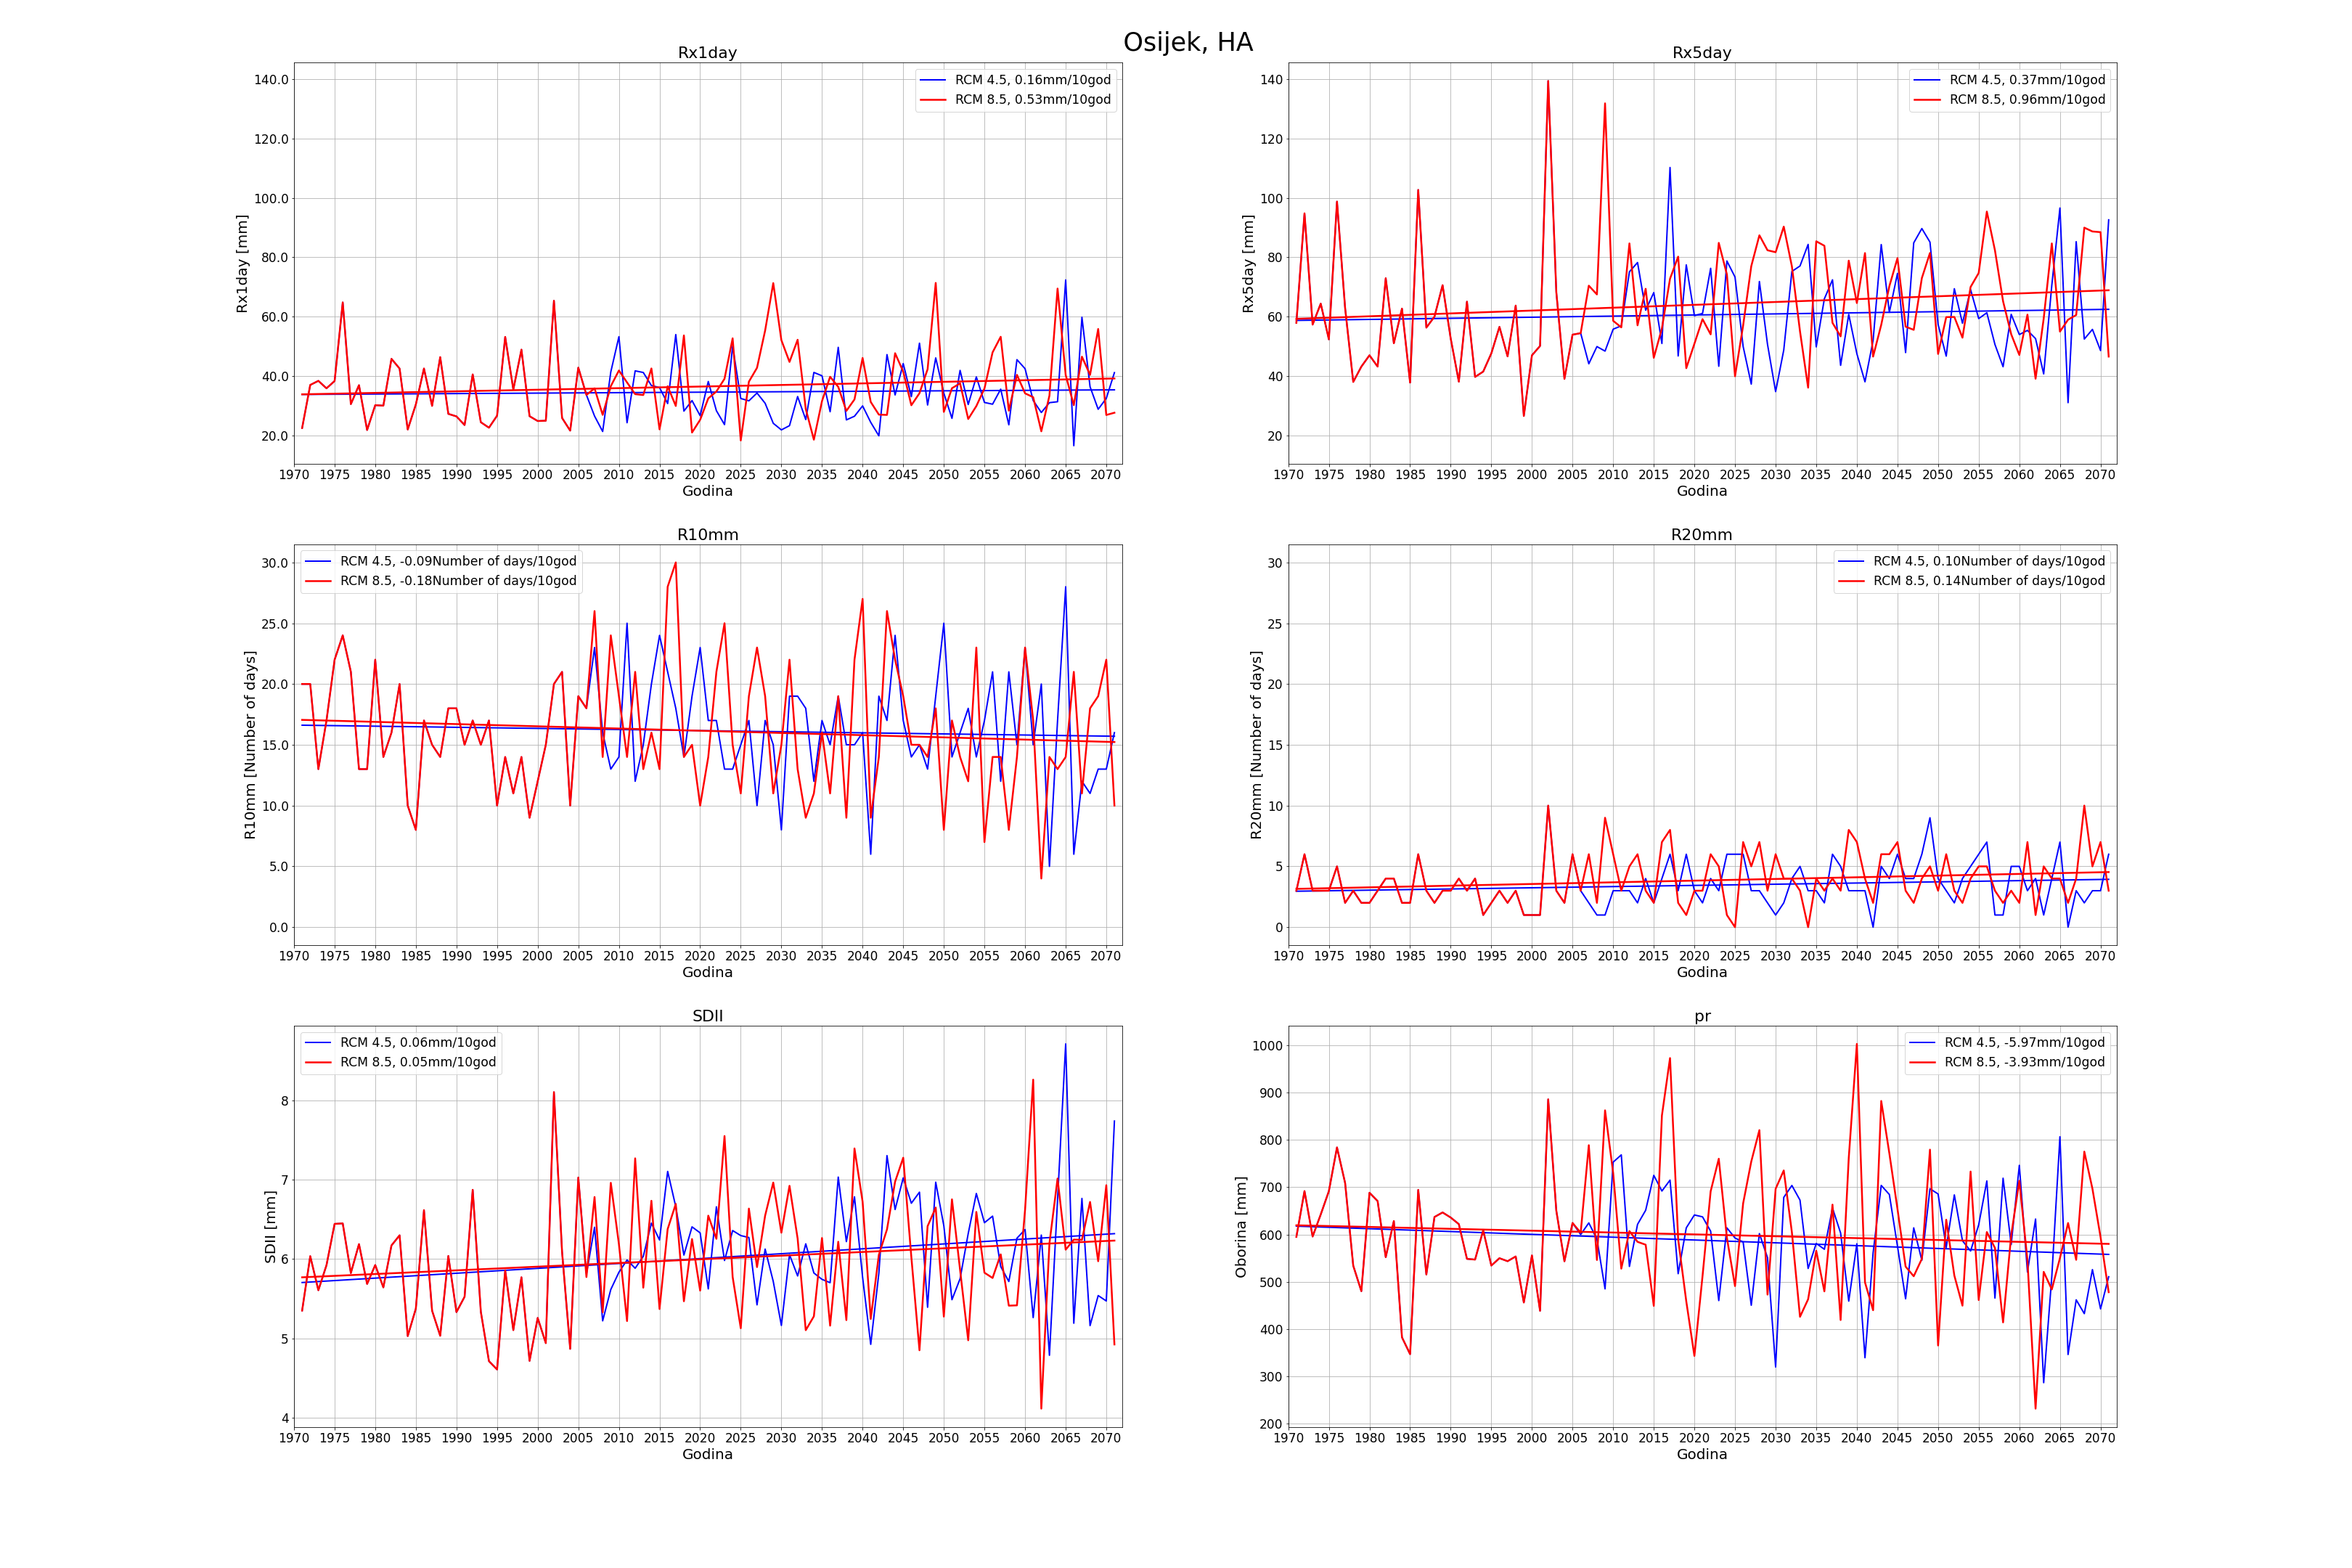 Osijek, HA
Rx1day
RCM 4.5, 0.16mm/10god
RCM 8.5, 0.53mm/10god
Rx1day [mm]
140.0
120.0
100.0
80.0
60.0
40.0
20.0
1970 1975 1980 1985 1990 1995 2000 2005 2010 2015 2020 2025 2030 2035 2040 2045 2050 2055 2060 2065 2070
Godina
Rx5day
RCM 4.5, 0.37mm/10god
RCM 8.5, 0.96mm/10god
Rx5day [mm]
140
120
100
80
60
40
20
1970 1975 1980 1985 1990 1995 2000 2005 2010 2015 2020 2025 2030 2035 2040 2045 2050 2055 2060 2065 2070
Godina
R10mm
RCM 4.5, -0.09Number of days/10god
RCM 8.5, -0.18Number of days/10god
R10mm [Number of days]
30.0
25.0
20.0
15.0
10.0
5.0
0.0
1970 1975 1980 1985 1990 1995 2000 2005 2010 2015 2020 2025 2030 2035 2040 2045 2050 2055 2060 2065 2070
Godina
R20mm
RCM 4.5, 0.10Number of days/10god
RCM 8.5, 0.14Number of days/10god
R20mm [Number of days]
30
25
20
15
10
5
0
1970 1975 1980 1985 1990 1995 2000 2005 2010 2015 2020 2025 2030 2035 2040 2045 2050 2055 2060 2065 2070
Godina
SDII
RCM 4.5, 0.06mm/10god
RCM 8.5, 0.05mm/10god
SDII [mm]
8
7
6
5
4
1970 1975 1980 1985 1990 1995 2000 2005 2010 2015 2020 2025 2030 2035 2040 2045 2050 2055 2060 2065 2070
Godina
pr
RCM 4.5, -5.97mm/10god
RCM 8.5, -3.93mm/10god
Oborina [mm]
1000
900
800
700
600
500
400
300
200
1970 1975 1980 1985 1990 1995 2000 2005 2010 2015 2020 2025 2030 2035 2040 2045 2050 2055 2060 2065 2070
Godina